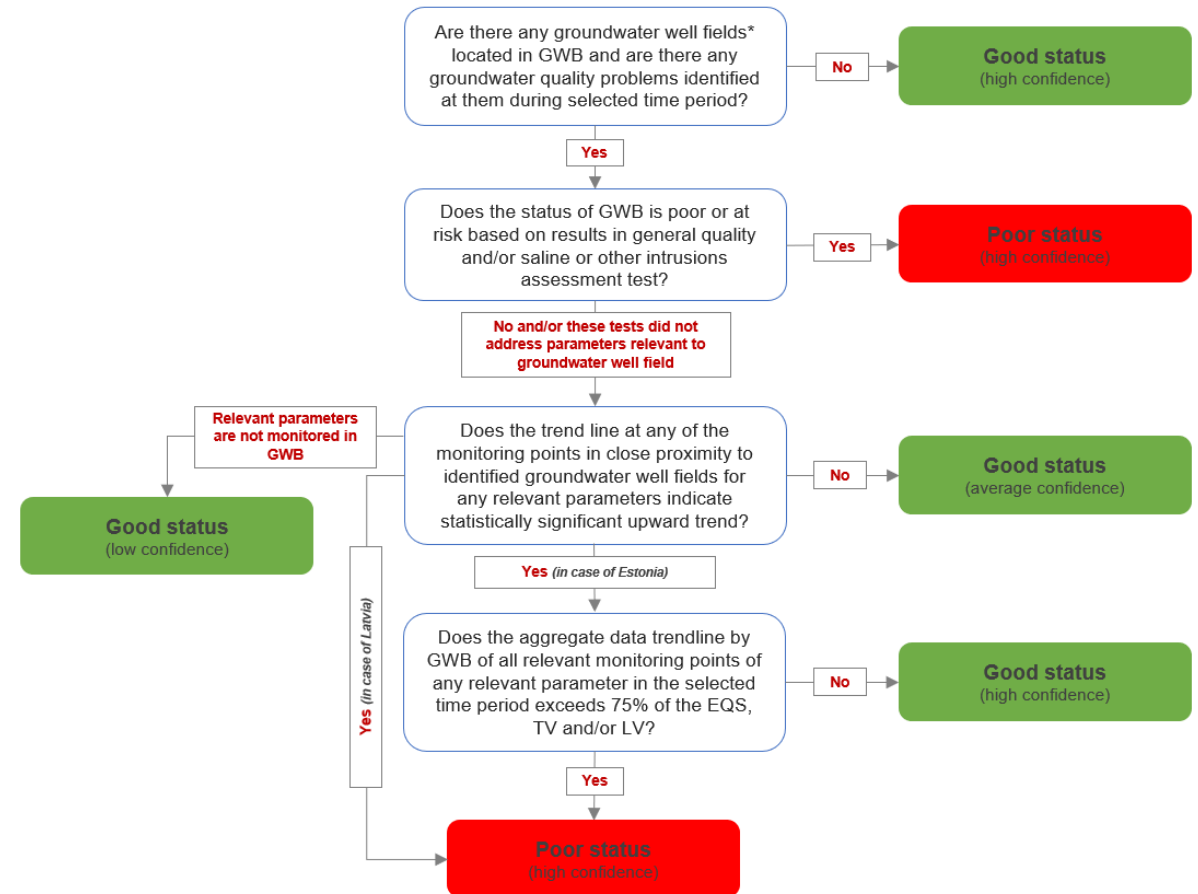 Are there any groundwater well fields*
located in GWB and are there any
groundwater quality problems identified
at them during selected time period?
No
Good status
(high confidence)
Yes
Does the status of GWB is poor or at
risk based on results in general quality
and/or saline or other intrusions
assessment test?
Yes
Poor status
(high confidence)
No and/or these tests did not
address parameters relevant to
groundwater well field
Relevant parameters
are not monitored in
GWB
Good status
(low confidence)
Does the trend line at any of the
monitoring points in close proximity to
identified groundwater well fields for
any relevant parameters indicate
statistically significant upward trend?
No
Good status
(average confidence)
Yes (in case of Latvia)
Yes (in case of Estonia)
Does the aggregate data trendline by
GWB of all relevant monitoring points of
any relevant parameter in the selected
time period exceeds 75% of the EQS,
TV and/or LV?
No
Good status
(high confidence)
Yes
Poor status
(high confidence)